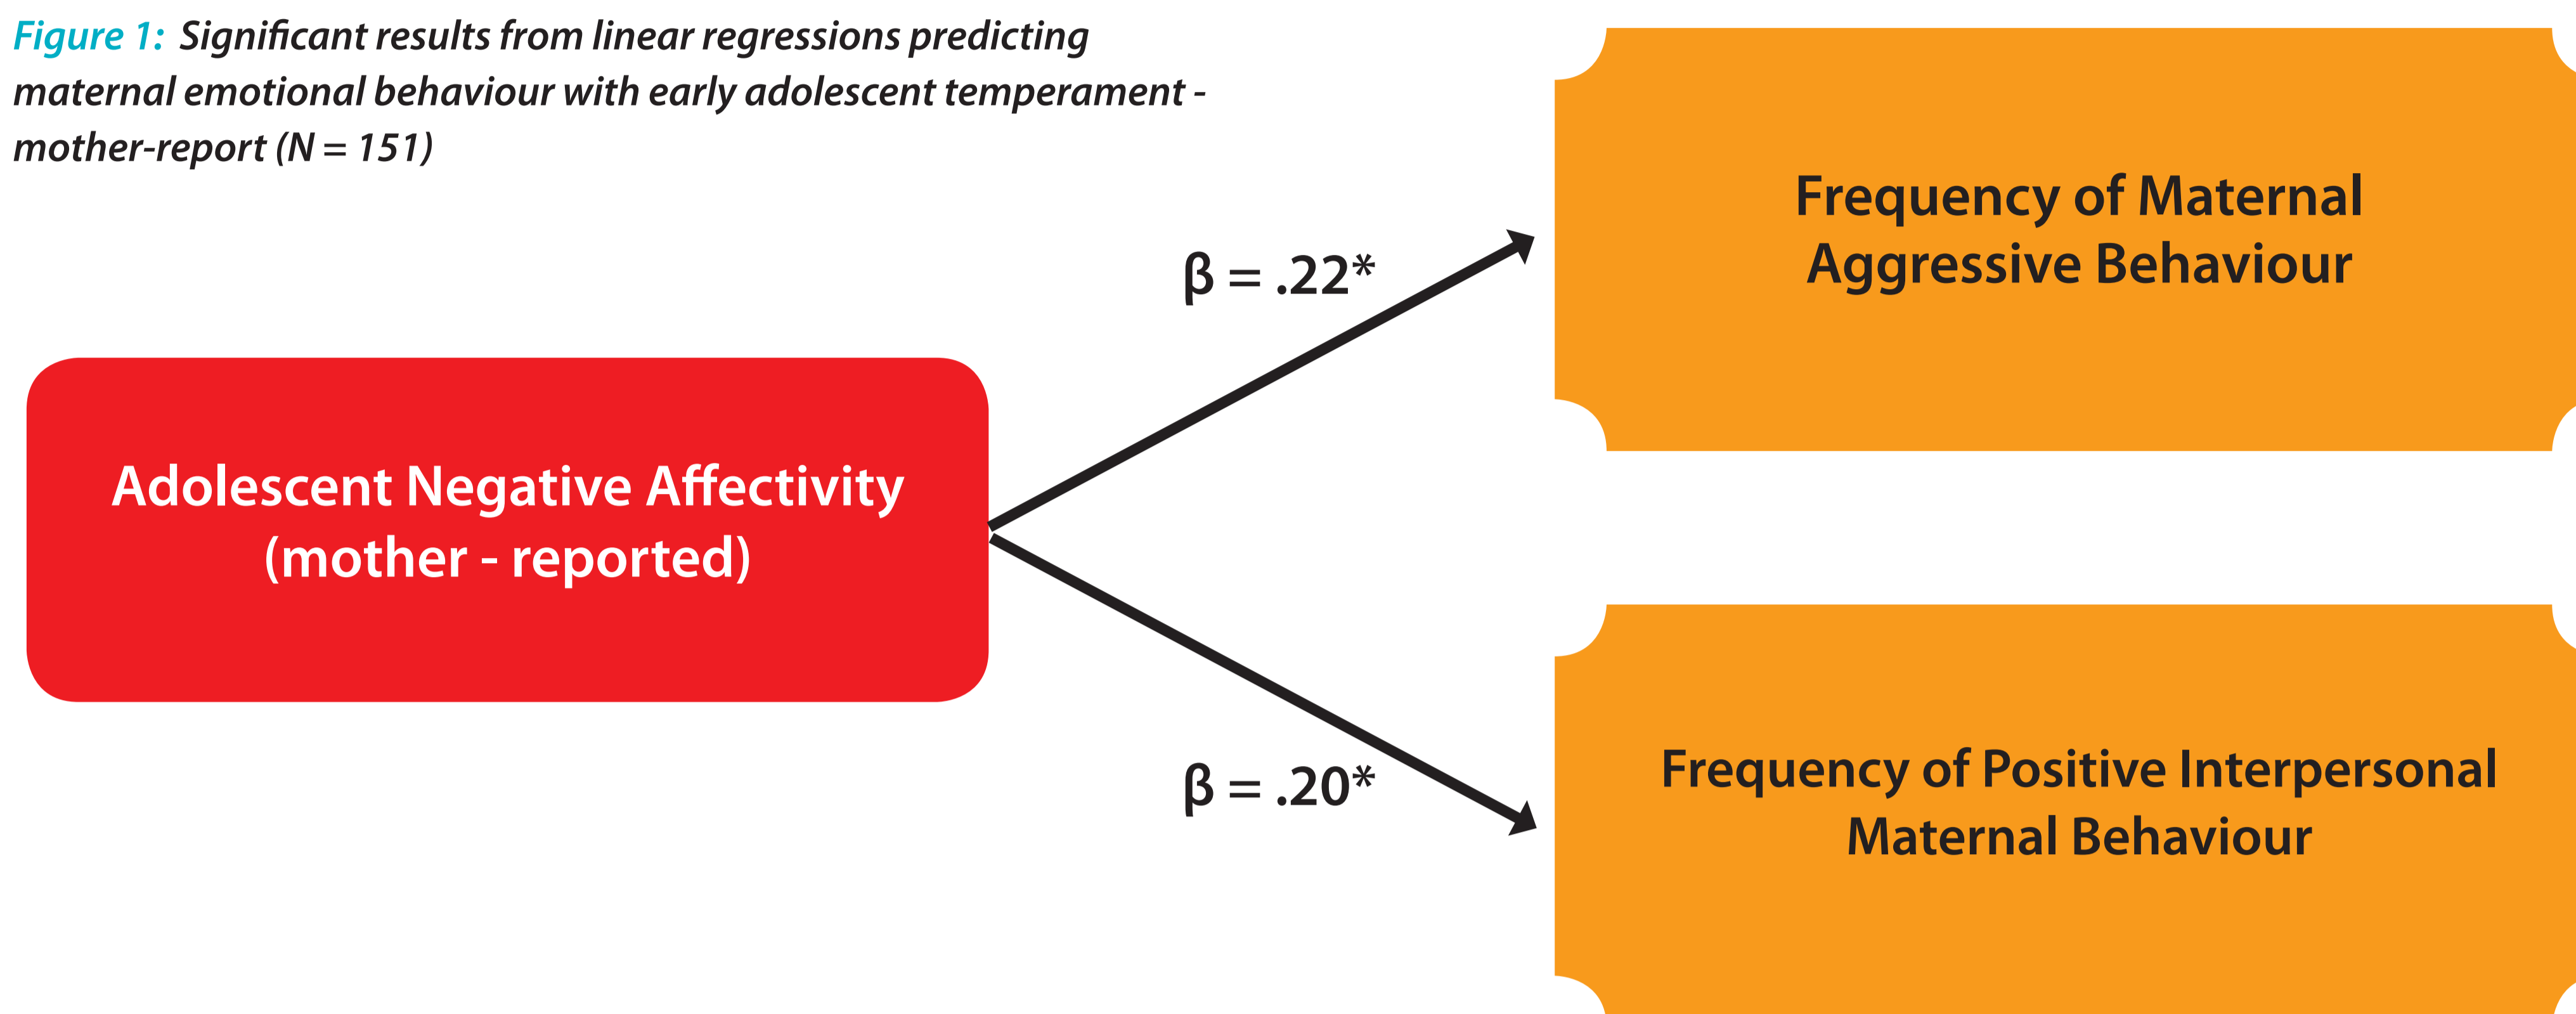 Figure 1: Significant results from linear regressions predicting
maternal emotional behaviour with early adolescent temperament -
mother-report (N = 151)
Frequency of Maternal
Aggressive Behaviour
β = .22*
Adolescent Negative Affectivity
(mother - reported)
β = .20*
Frequency of Positive Interpersonal
Maternal Behaviour